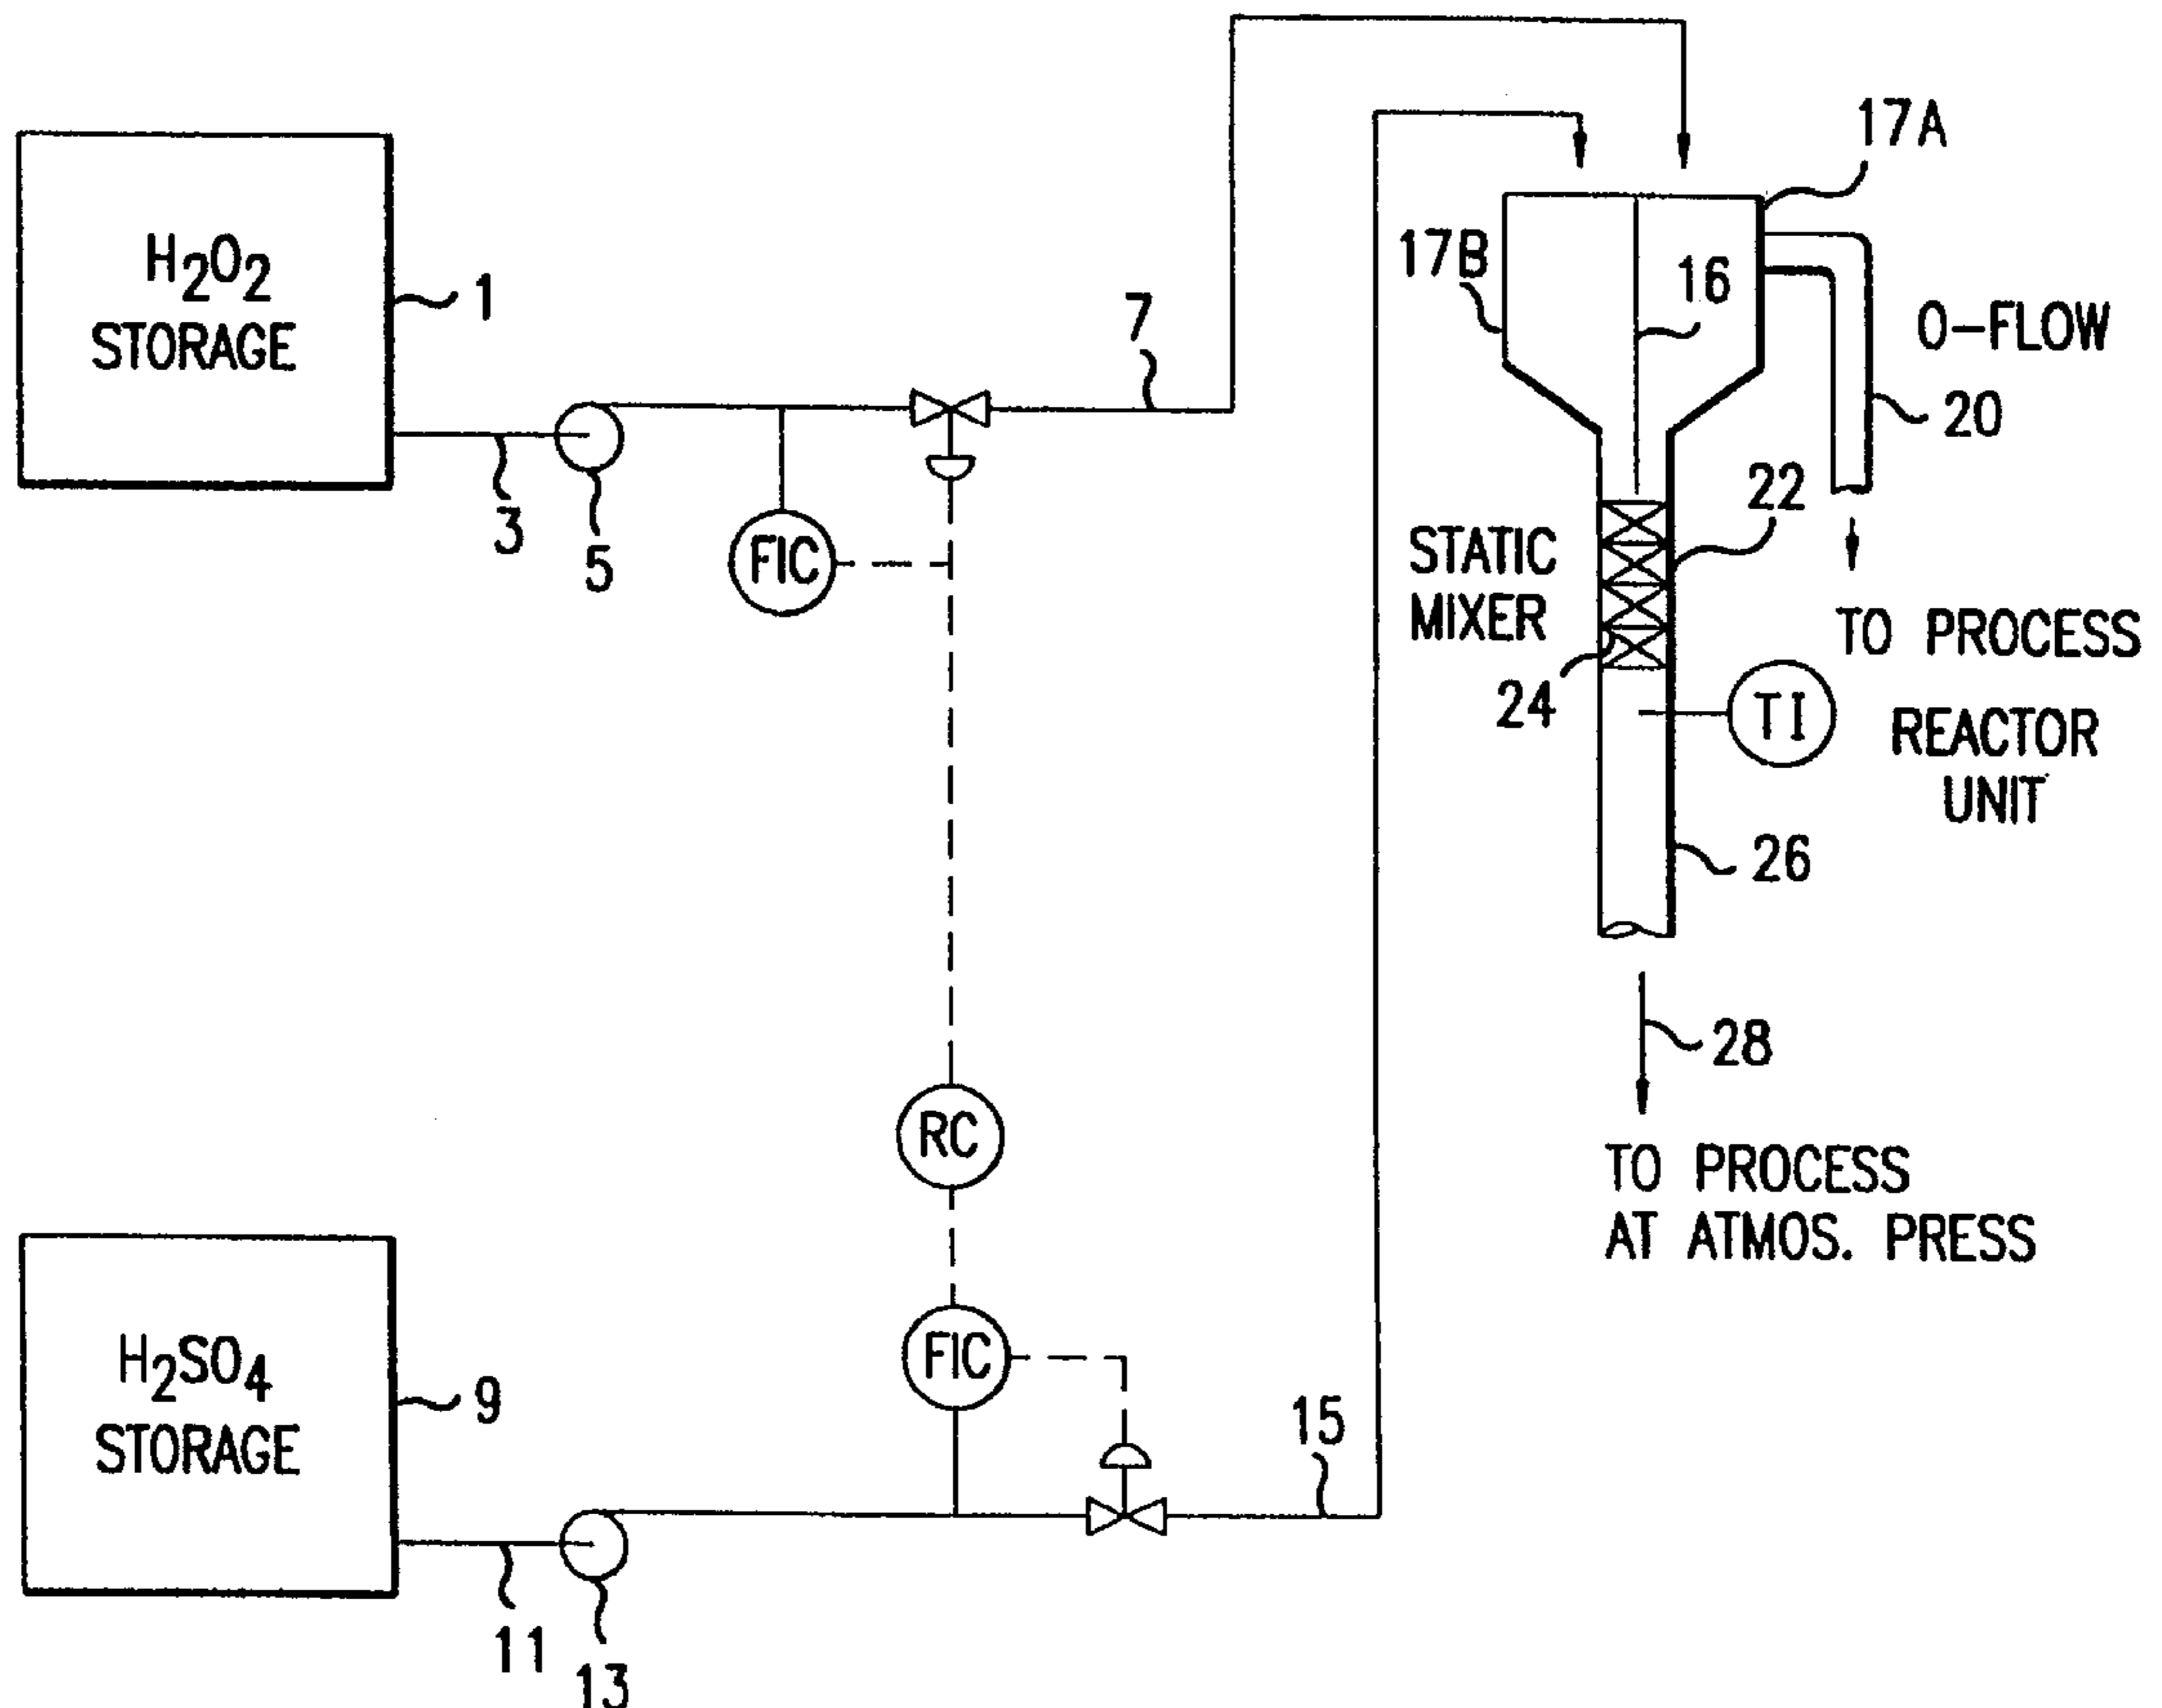 H2O2
STORAGE
1
3
5
FIC
7
17A
17B
16
O-FLOW
20
22
STATIC
MIXER
24
TO PROCESS
REACTOR
UNIT
TI
26
28
TO PROCESS
AT ATMOS. PRESS
RC
FIC
H2SO4
STORAGE
9
11
13
15